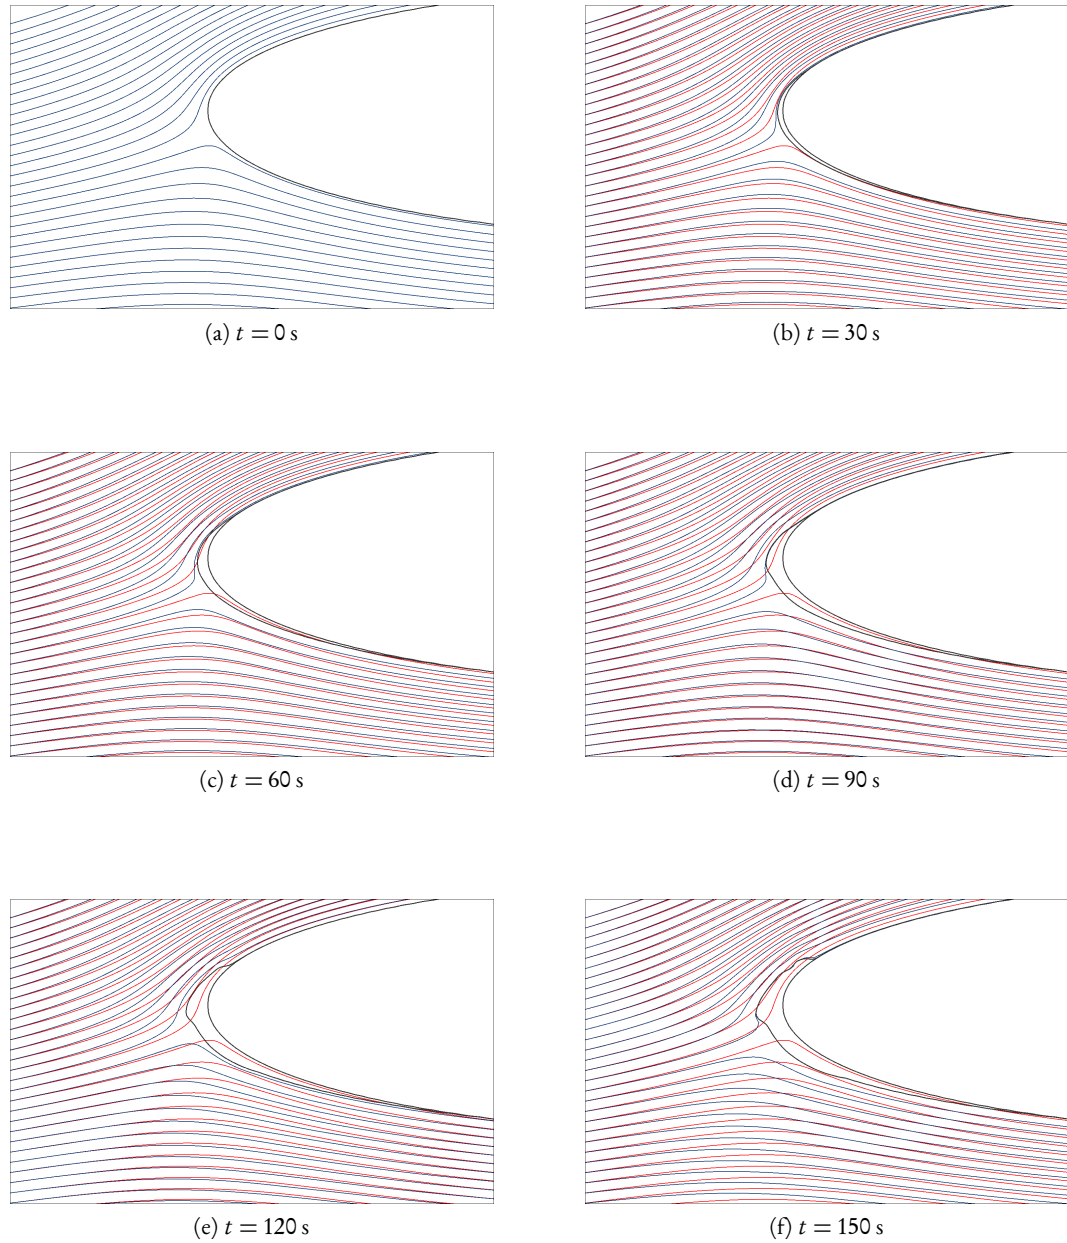 (a) t = 0 s
(b) t = 30 s
(c) t = 60 s
(d) t = 90 s
(e) t = 120 s
(f) t = 150 s